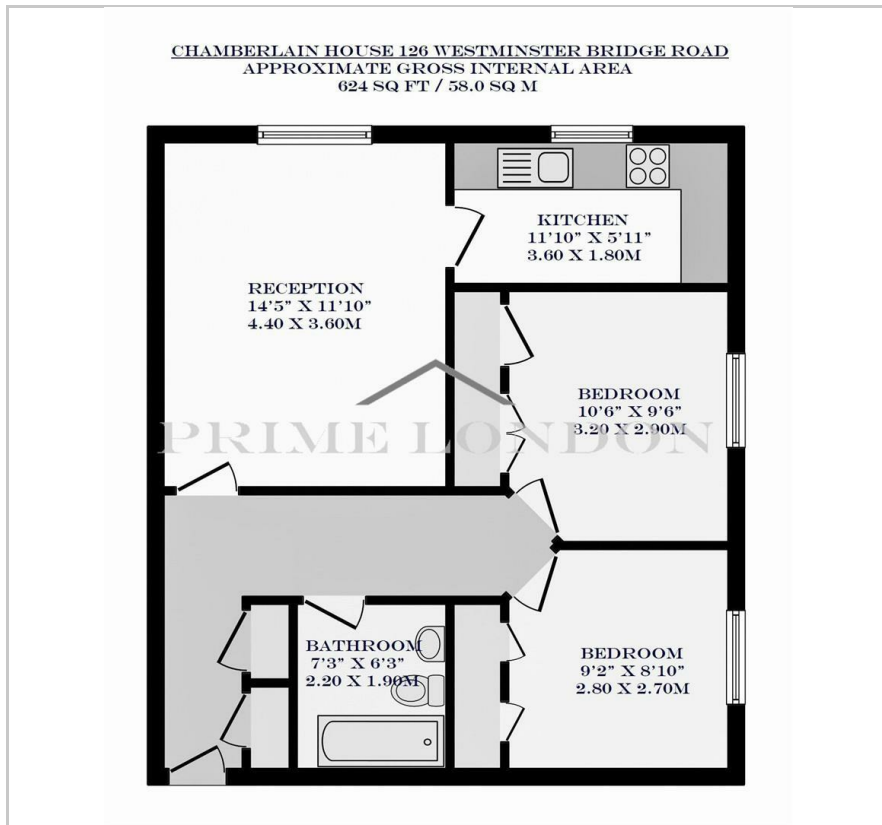 CHAMBERLAIN HOUSE 126 WESTMINSTER BRIDGE ROAD
APPROXIMATE GROSS INTERNAL AREA
624 SQ FT / 58.0 SQ M
KITCHEN
11'10" X 5'11"
3.60 X 1.80M
RECEPTION
14'5" X 11'10"
4.40 X 3.60M
BEDROOM
10'6" X 9'6"
3.20 X 2.90M
PRIME LONDON
BATHROOM
7'3" X 6'3"
2.20 X 1.90M
BEDROOM
9'2" X 8'10"
2.80 X 2.70M